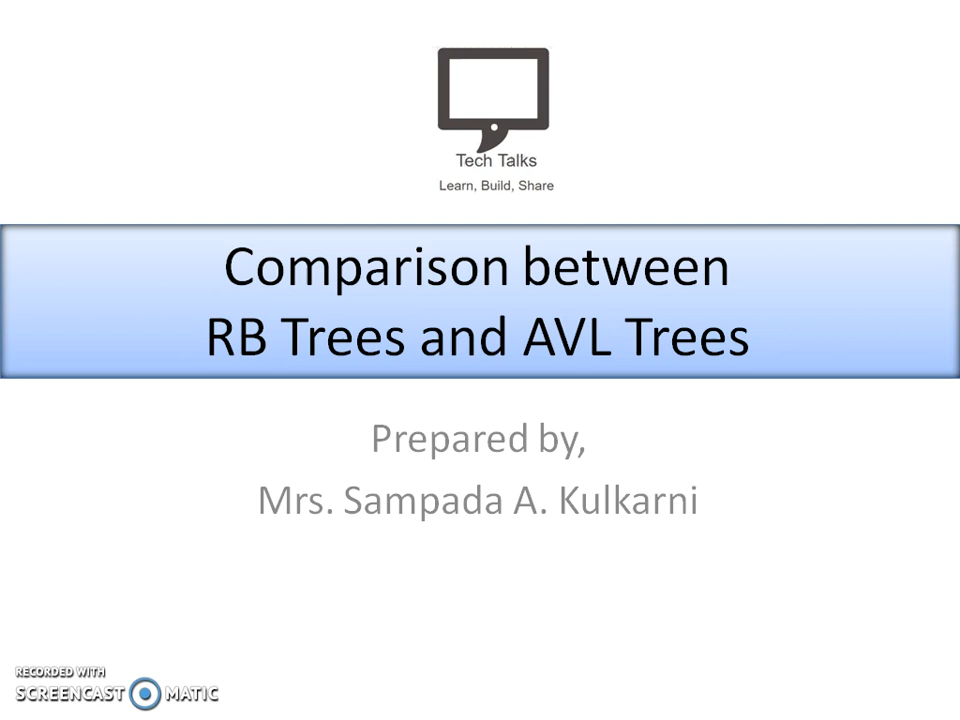 Tech Talks
Learn, Build, Share
Comparison between
RB Trees and AVL Trees
Prepared by,
Mrs. Sampada A. Kulkarni
RECORDED WITH
SCREENCAST MATIC